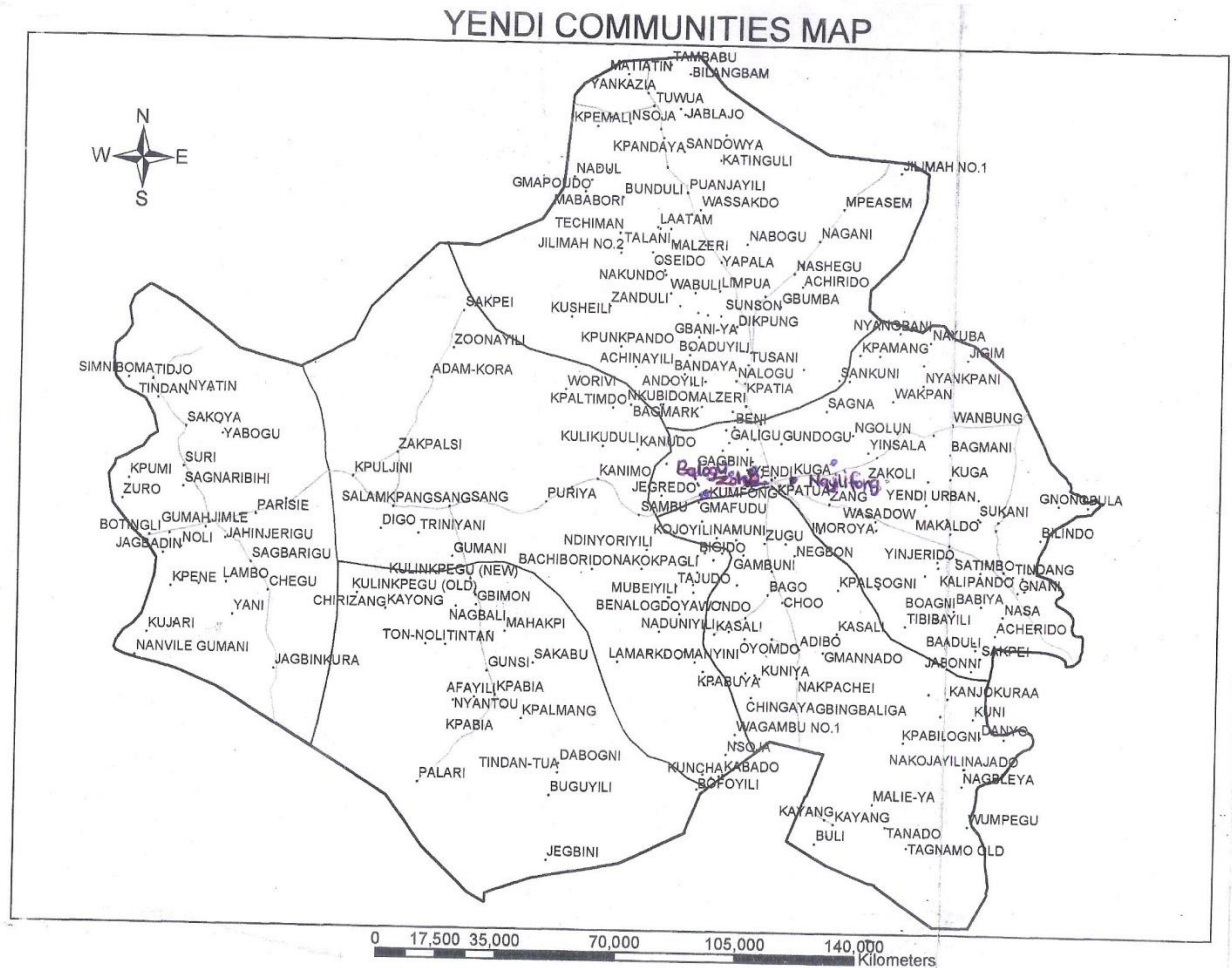 YENDI COMMUNITIES MAP
N
W E
S
TAMBABU
MATIATIN
BILANGBAM
YANKAZIA
TUWUA
KPEMALI
NSOJA
JABLAJO
KPANDAYA
SANDOWYA
KATINGULI
JILIMAH NO.1
NADUL
GMAPOUDO
BUNDULI
PUANJAYILI
MABABORI
WASSAKDO
MPEASEM
TECHIMAN
LAATAM
TALANI
NABOGU
NAGANI
JILIMAH NO.2
MALZERI
OSEIDO
YAPALA
NAKUNDO
NASHEGU
WABULI
LIMPUA
ACHIRIDO
SAKPEI
ZANDULI
GBUMBA
KUSHEILI
SUNSON
DIKPUNG
GBANI-YA
NYANGBANI
ZOONAYILI
KPUNKPANDO
BOADUYILI
KPAMANG
NAYUBA
JIGIM
SIMNIBOMATIDJO
ADAM-KORA
ACHINAYILI
BANDAYA
TUSANI
TINDAN
NYATIN
WORIVI
ANDOYILI
NALOGU
SANKUNI
NYANKPANI
KPALTIMDO
NKUBIDO
MALZERI
KPATIA
WAKPAN
BAGMARK
SAGNA
SAKOYA
YABOGU
BENI
WANBUNG
KULIKUDULI
KANUDO
GALIGU
GUNDOGU
NGOLUN
ZAKPALSI
YINSALA
BAGMANI
SURI
GAGBINI
KPUMI
SAGNARIBIHI
KPULJINI
KANIMO
YENDI
KUGA
ZAKOLI
KUGA
ZURO
JEGREDO
Ngylifong
PARISIE
SALAMKPANG
SANGSANG
PURIYA
KUMFONG
KPATUA
YENDI URBAN
GNONGBULA
SAMBU
GMAFUDU
ZANG
BOTINGLI
GUMAH
JIMLE
DIGO
TRINIYANI
WASADOW
SUKANI
JAGBADIN
NOLI
JAHINJERIGU
KOJOYILI
NAMUNI
ZUGU
IMOROYA
MAKALDO
BILINDO
SAGBARIGU
GUMANI
NDINYORIYILI
BIGIDO
NEGBON
YINJERIDO
BACHIBORIDO
NAKOKPAGLI
GAMBUNI
SATIMBO
TINDANG
KPENE
LAMBO
CHEGU
KULINKPEGU (NEW)
TAJUDO
KPALSOGNI
KALIPANDO
GNANI
KULINKPEGU (OLD)
MUBEIYILI
BAGO
CHIRIZANG
KAYONG
GBIMON
BOAGNI
BABIYA
YANI
NAGBALI
BENALOGDO
YAWONDO
CHOO
TIBIBAYILI
NASA
KUJARI
MAHAKPI
NADUNIYILI
KASALI
KASALI
ACHERIDO
TON-NOLI
TINTAN
OYOMDO
ADIBO
BAADULI
SAKPEI
NANVILE GUMANI
JAGBINKURA
GUNSI
SAKABU
LAMARKDO
MANYINI
GMANNADO
JABONNI
AFAYILI
KPABIA
KPABUYA
KUNIYA
NAKPACHEI
KANJOKURAA
NYANTOU
KPALMANG
CHINGAYA
GBINGBALIGA
KUNI
KPABIA
WAGAMBU NO.1
KPABILOGNI
DANYO
NSOJA
PALARI
TINDAN-TUA
DABOGNI
KUNCHA
KABADO
NAKOJAYILI
NAJADO
NAGBLEYA
BUGUYILI
BOFOYILI
MALIE-YA
KAYANG
KAYANG
WUMPEGU
BULI
TANADO
JEGBINI
TAGNAMO OLD
0 17,500 35,000 70,000 105,000 140,000
Kilometers